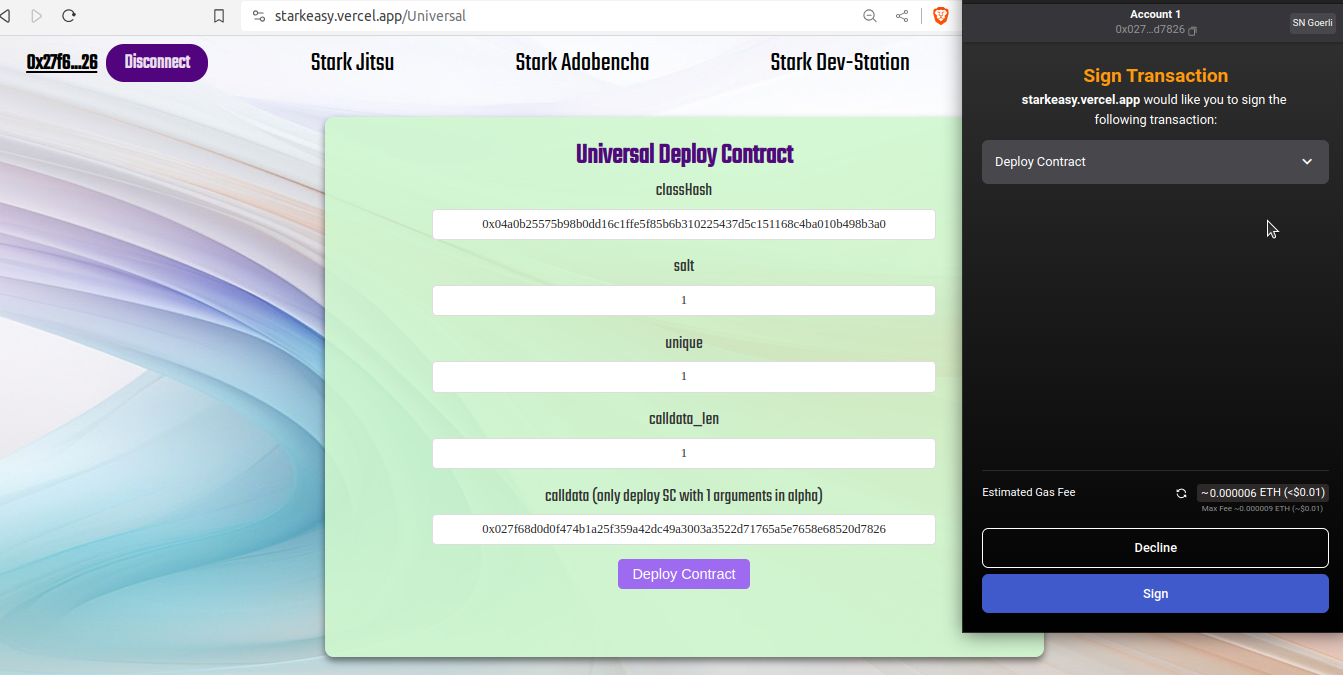 starkeasy.vercel.app/Universal
0x27f6...26 Disconnect Stark Jitsu Stark Adobencha Stark Dev-Station
Universal Deploy Contract
classHash
0x04a0b25575b98b0dd16c1ffe5f85b6b310225437d5c151168c4ba010b498b3a0
salt
1
unique
1
calldata_len
1
calldata (only deploy SC with 1 arguments in alpha)
0x027f68d0d0f474b1a25f359a42dc49a3003a3522d71765a5e7658e68520d7826
Deploy Contract
Account 1
0x027...d7826
SN Goerli
Sign Transaction
starkeasy.vercel.app would like you to sign the
following transaction:
Deploy Contract
Estimated Gas Fee ~0.000006 ETH (<$0.01)
Max Fee ~0.000009 ETH (~$0.01)
Decline
Sign